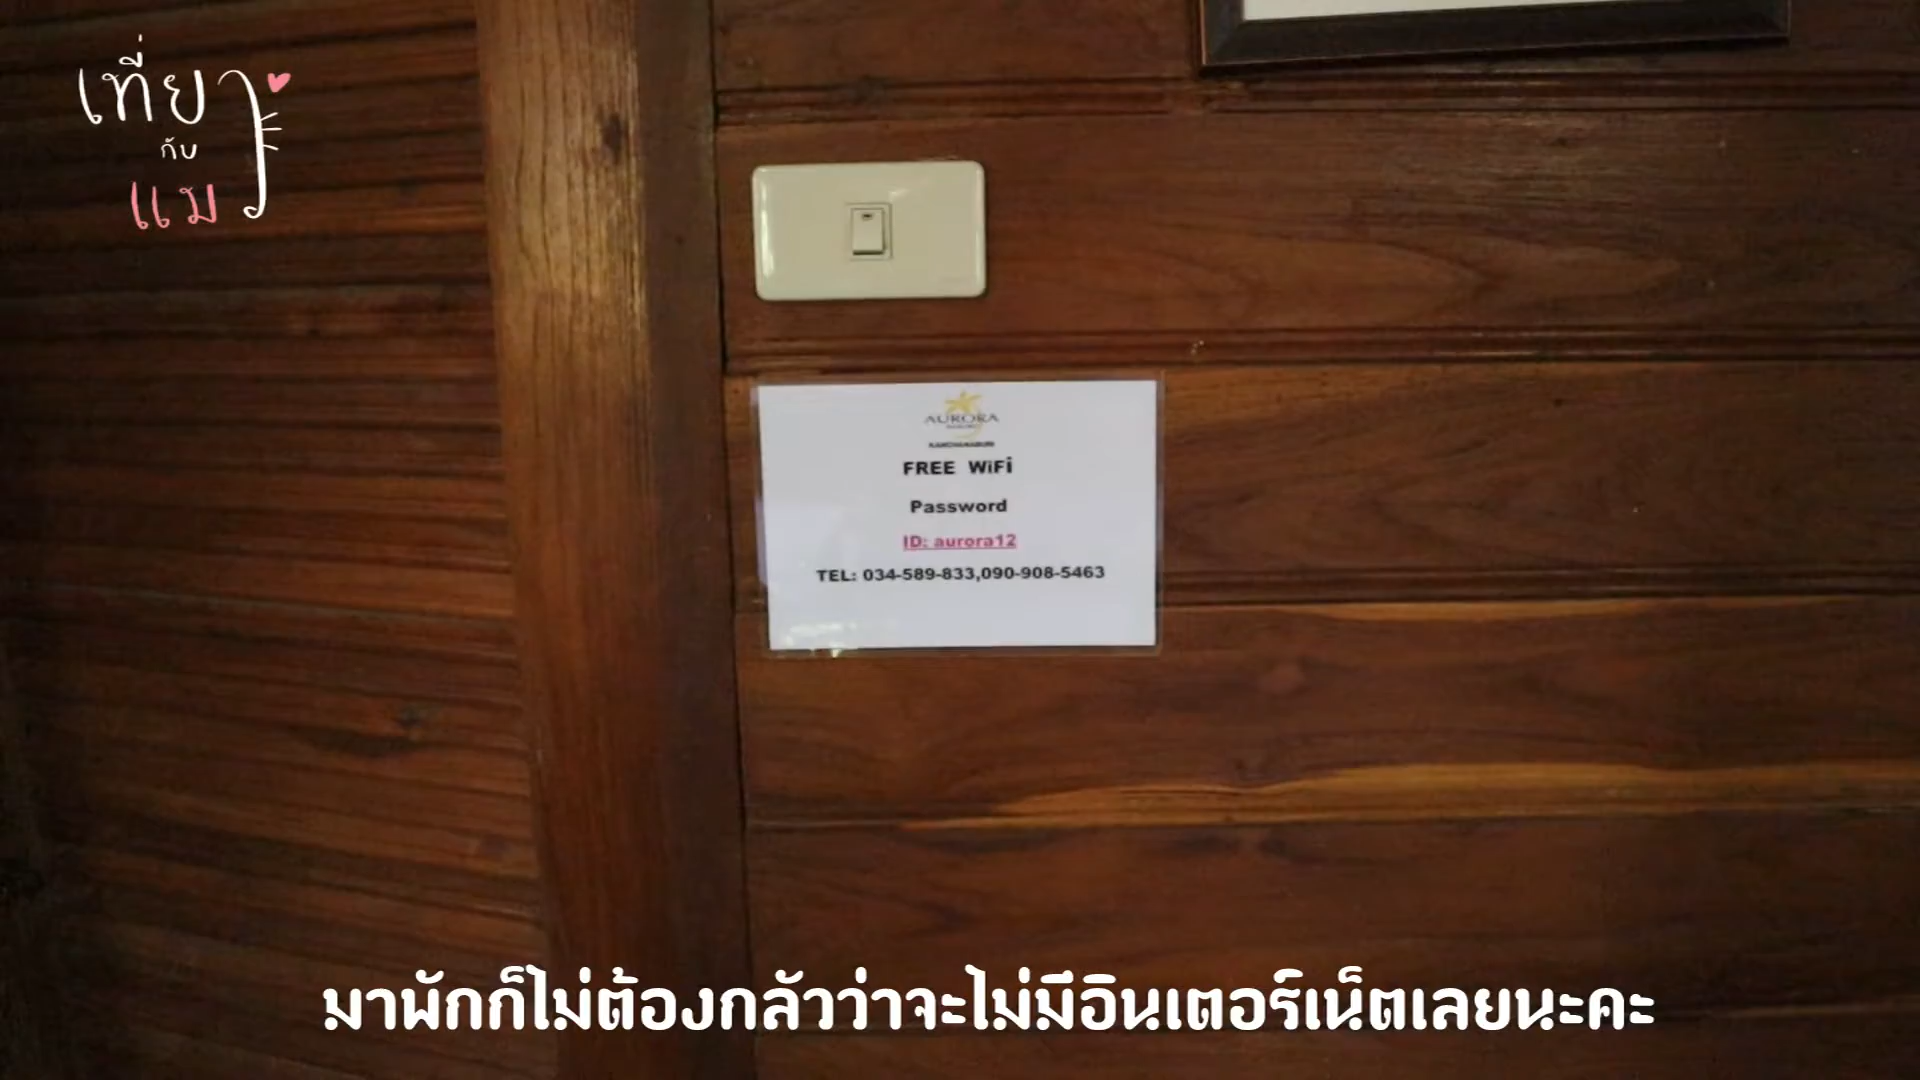 เที่ยว
กับ
แมว
AURORA
RESORT
KANCHANABURI
FREE WiFi
Password
ID: aurora12
TEL: 034-589-833,090-908-5463
มาพักก็ไม่ต้องกลัวว่าจะไม่มีอินเตอร์เน็ตเลยนะคะ